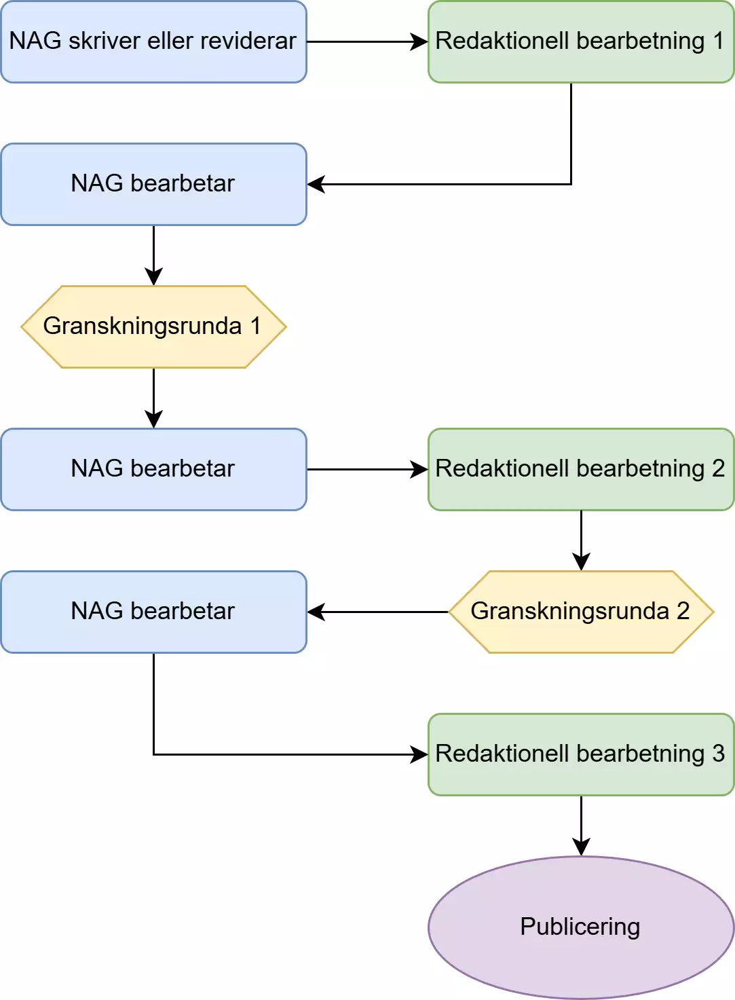 NAG skriver eller reviderar
Redaktionell bearbetning 1
NAG bearbetar
Granskningsrunda 1
NAG bearbetar
Redaktionell bearbetning 2
Granskningsrunda 2
NAG bearbetar
Redaktionell bearbetning 3
Publicering